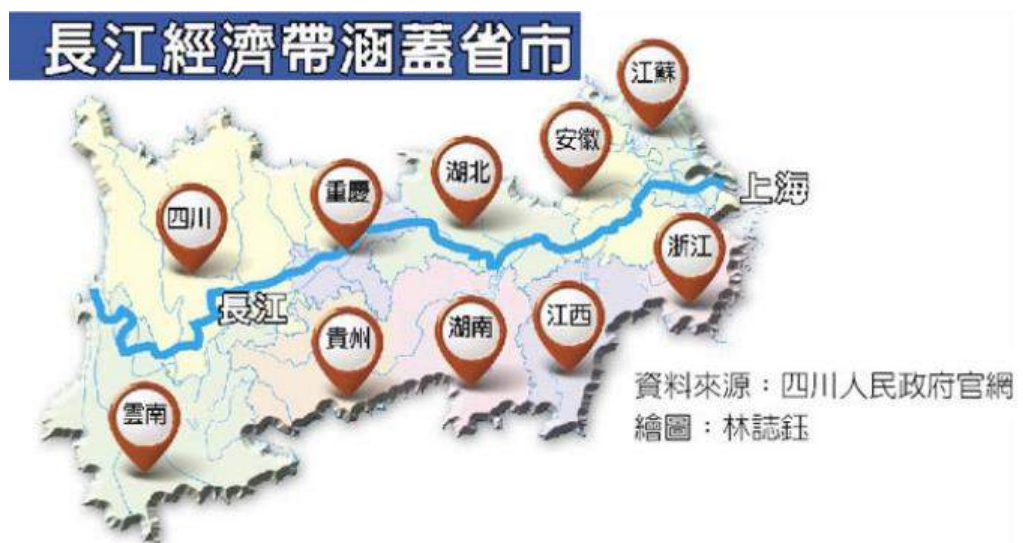 長江經濟帶涵蓋省市
江蘇
安徽
湖北
重慶
四川
上海
浙江
長江
江西
湖南
貴州
雲南
資料來源：四川人民政府官網
繪圖：林誌鈺